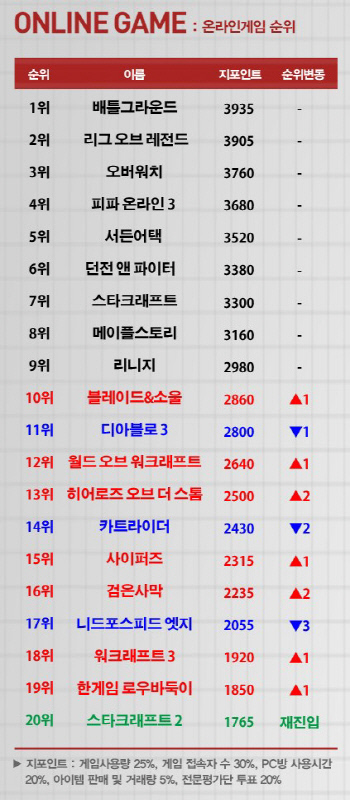 ONLINE GAME : 온라인게임 순위
순위 이름 지포인트 순위변동
1위 배틀그라운드 3935 -
2위 리그 오브 레전드 3905 -
3위 오버워치 3760 -
4위 피파 온라인 3 3680 -
5위 서든어택 3520 -
6위 던전 앤 파이터 3380 -
7위 스타크래프트 3300 -
8위 메이플스토리 3160 -
9위 리니지 2980 -
10위 블레이드&소울 2860 ▲1
11위 디아블로 3 2800 ▼1
12위 월드 오브 워크래프트 2640 ▲1
13위 히어로즈 오브 더 스톰 2500 ▲2
14위 카트라이더 2430 ▼2
15위 사이퍼즈 2315 ▲1
16위 검은사막 2235 ▲2
17위 니드포스피드 엣지 2055 ▼3
18위 워크래프트 3 1920 ▲1
19위 한게임 로우바둑이 1850 ▲1
20위 스타크래프트 2 1765 재진입
▶ 지포인트 : 게임사용량 25%, 게임 접속자 수 30%, PC방 사용시간
20%, 아이템 판매 및 거래량 5%, 전문평가단 투표 20%